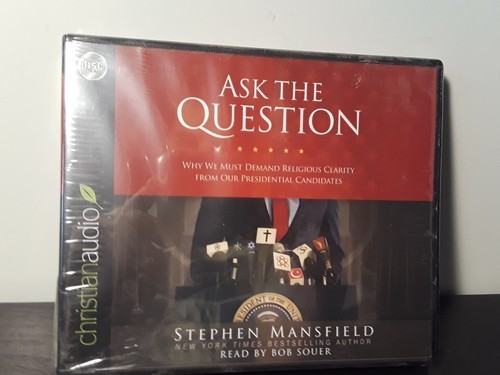 DISC
ASK THE
QUESTION
WHY WE MUST DEMAND RELIGIOUS CLARITY
FROM OUR PRESIDENTIAL CANDIDATES
christianaudio
STEPHEN MANSFIELD
NEW YORK TIMES BESTSELLING AUTHOR
READ BY BOB SOUER